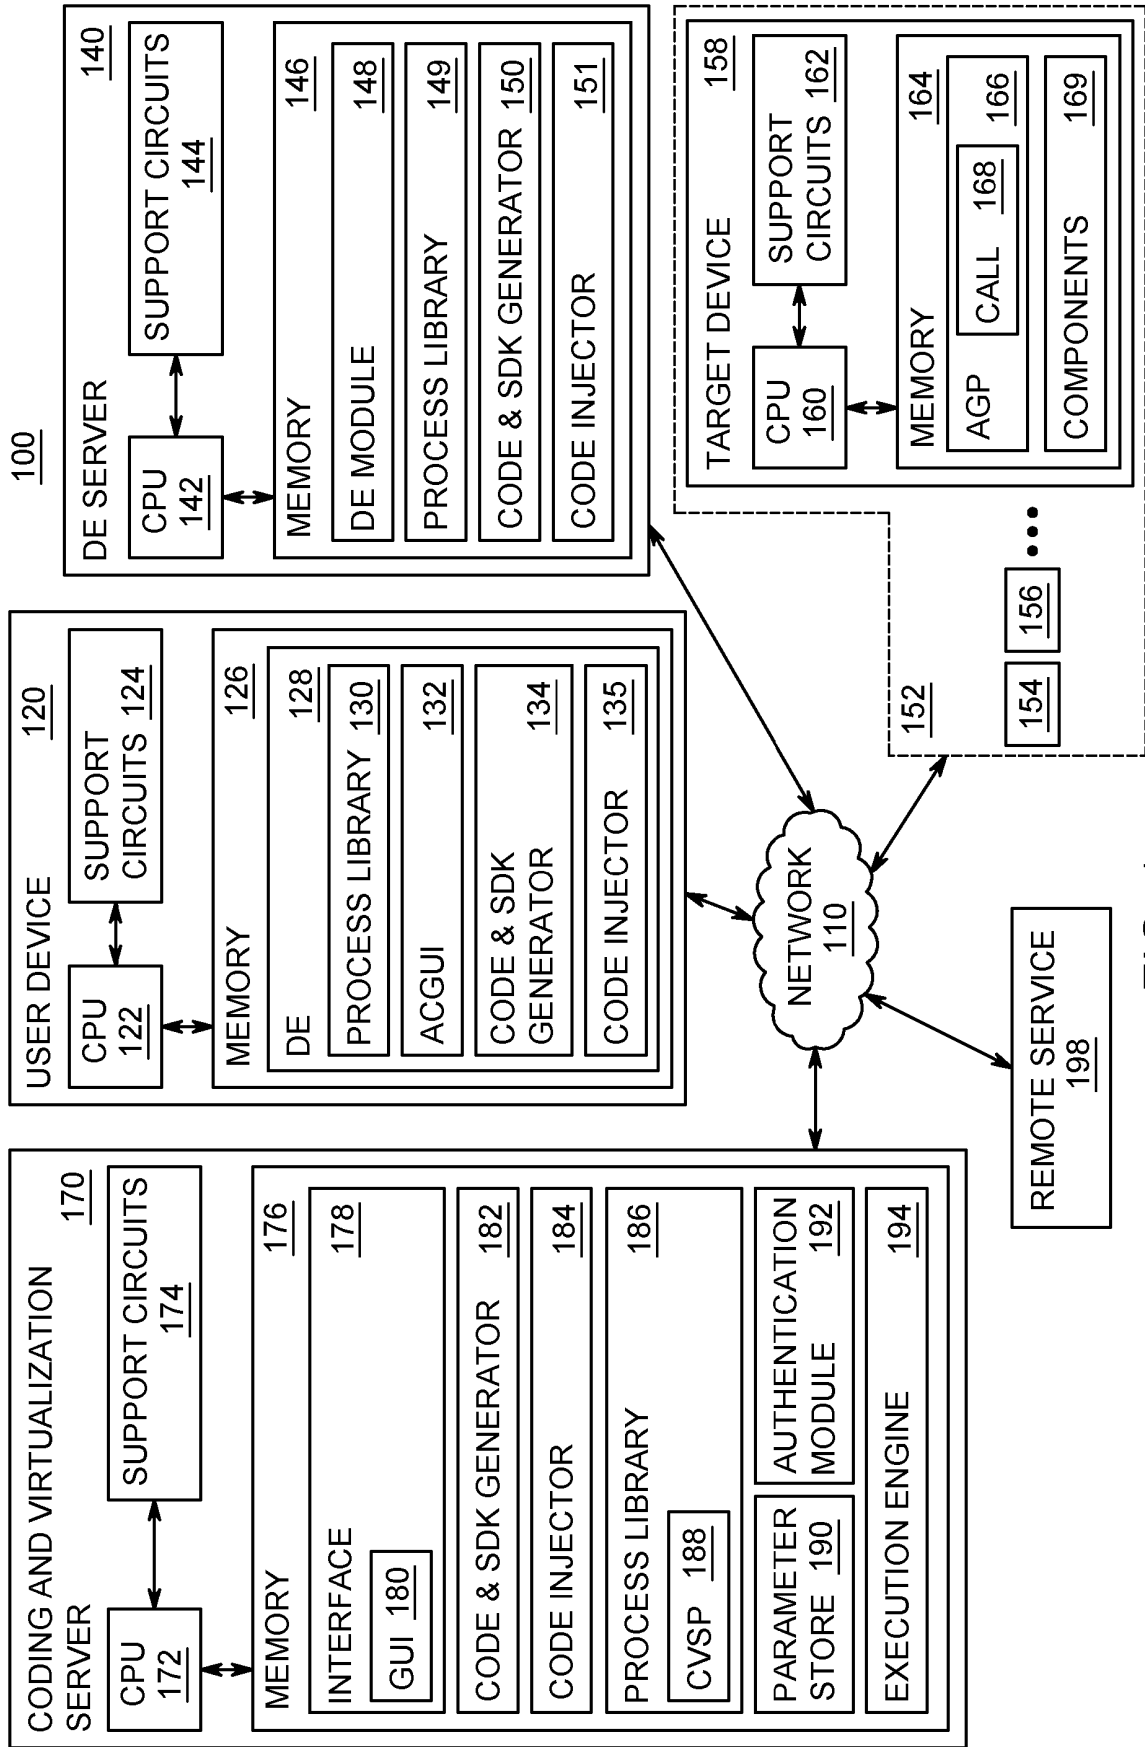 100
CODING AND VIRTUALIZATION
SERVER
170
CPU
172
SUPPORT CIRCUITS
174
MEMORY
176
INTERFACE
178
GUI 180
CODE & SDK GENERATOR 182
CODE INJECTOR
184
PROCESS LIBRARY
186
CVSP 188
PARAMETER
STORE 190
AUTHENTICATION
MODULE 192
EXECUTION ENGINE
194
USER DEVICE
120
CPU
122
SUPPORT
CIRCUITS 124
MEMORY
126
DE
128
PROCESS LIBRARY 130
ACGUI
132
CODE & SDK
GENERATOR 134
CODE INJECTOR
135
DE SERVER
140
CPU
142
SUPPORT CIRCUITS
144
MEMORY
146
DE MODULE
148
PROCESS LIBRARY
149
CODE & SDK GENERATOR 150
CODE INJECTOR
151
NETWORK
110
REMOTE SERVICE
198
152
154
156
TARGET DEVICE
158
CPU
160
SUPPORT
CIRCUITS 162
MEMORY
164
AGP
166
CALL 168
COMPONENTS
169